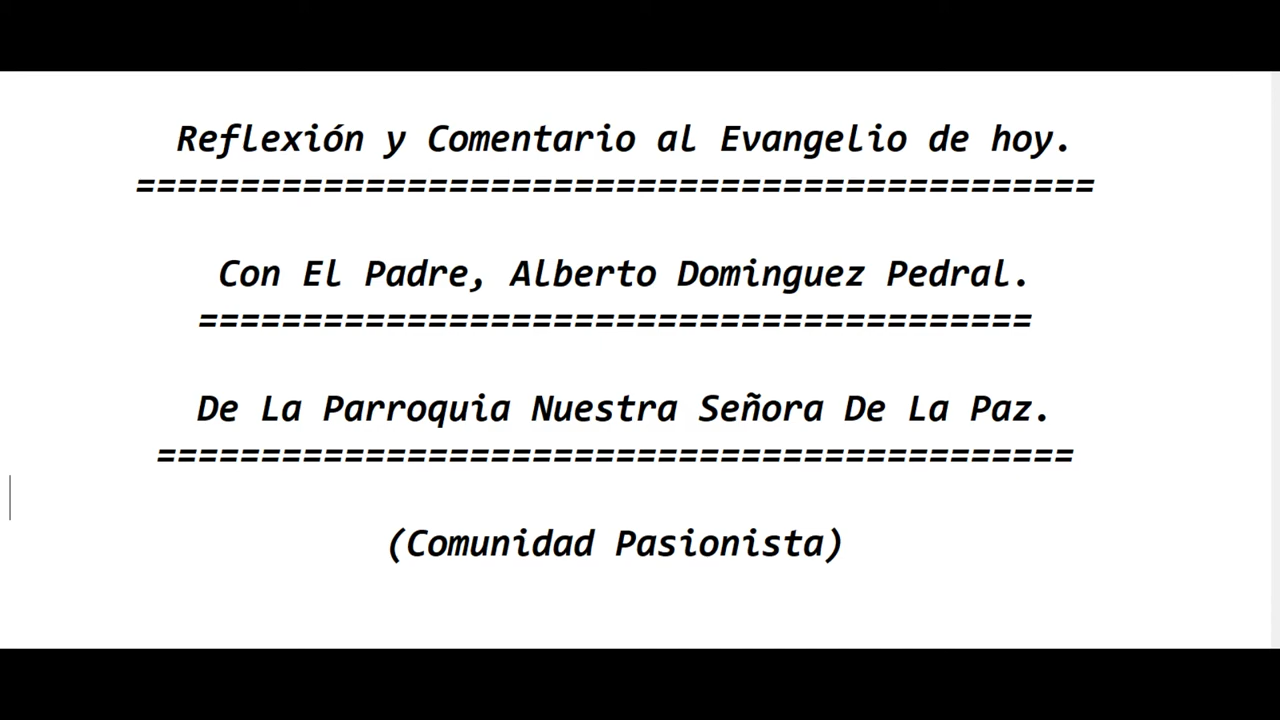 Reflexión y Comentario al Evangelio de hoy.
==============================================
Con El Padre, Alberto Dominguez Pedral.
========================================
De La Parroquia Nuestra Señora De La Paz.
============================================
(Comunidad Pasionista)